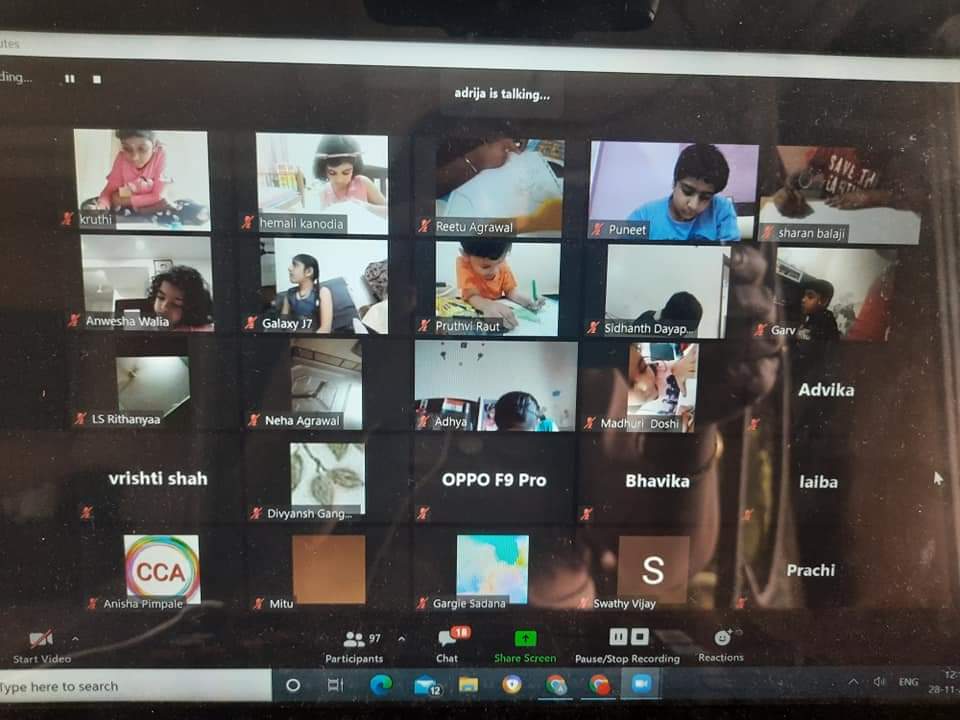 utes
ding...
adrija is talking...
kruthi
hemali kanodia
Reetu Agrawal
Puneet
SAVE TH
sharan balaji
Anwesha Walia
Galaxy J7
Pruthvi Raut
Sidhanth Dayap...
Garv
LS Rithanyaa
Neha Agrawal
Adhya
Madhuri Doshi
Advika
vrishti shah
Divyansh Gang...
OPPO F9 Pro
Bhavika
laiba
CCA
Anisha Pimpale
Mitu
Gargie Sadana
S
Swathy Vijay
Prachi
Start Video
97
Participants
18
Chat
Share Screen
Pause/Stop Recording
Reactions
Type here to search
12
ENG
12:
28-11-